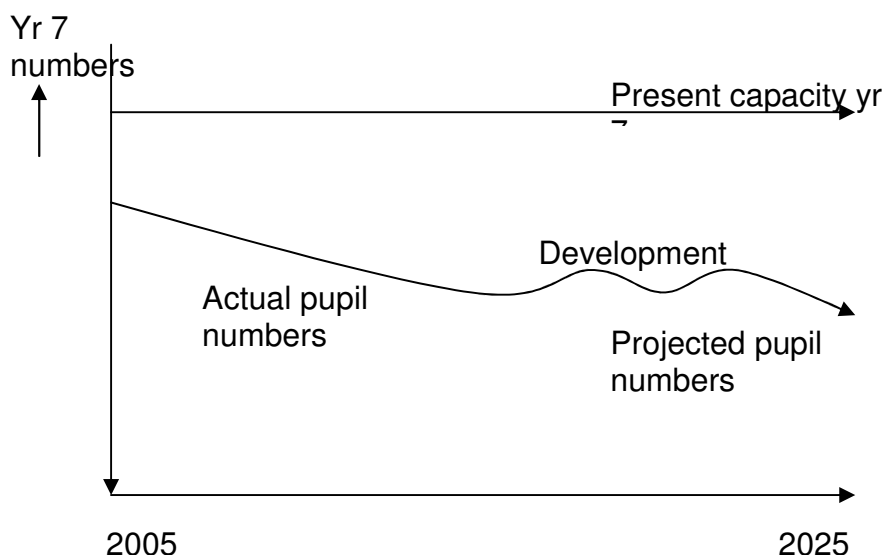 Yr 7
numbers
Present capacity yr
Development
Actual pupil
numbers
Projected pupil
numbers
2005
2025